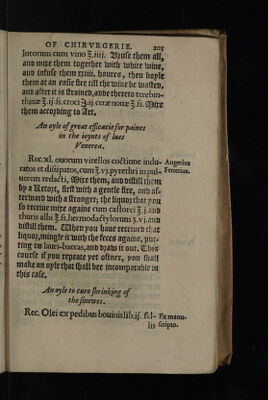 OF CHIRVRGERIE. 205
lotorum cum vino ℥.iiij. Bruse them all,
and mixe them together with white wine,
and infuse them xxiiij. houres, then boyle
them at an easie fire till the wine be wasted,
and after it is strained, adde thereto terebin-
thinæ ℥.ij.ß. croci ʒ.ij. ceræ nouæ ℥.ß. Mixe
them according to Art.
An oyle of great efficacie for paines
in the ioynts of lues
Venerea.
Rec. xl. ouorum vitellos coctione indu-
ratos et dissipatos, cum ℥.v.j. pyrethri in pul-
uerem redacti, Mixe them, and distill them
by a Retort, first with a gentle fire, and af-
terward with a stronger; the liquor that you
so receiue mixe againe cum castorei ℥.j. and
thuris albi ℥.ß. hermodactylorum ℥.vj. and
distill them. When you haue receiued that
liquor, mingle it with the feces againe, put-
ting to lauri-baccas, and draw it out. This
course if you repeate yet oftner, you shall
make an oyle that shall bee incomparable in
this case.
Augerius
Ferrerius.
An oyle to cure shrinking of
the sinewes.
Rec. Olei ex pedibus bouinis lib. ij. fel-
lis
Ex manu-
scripto.